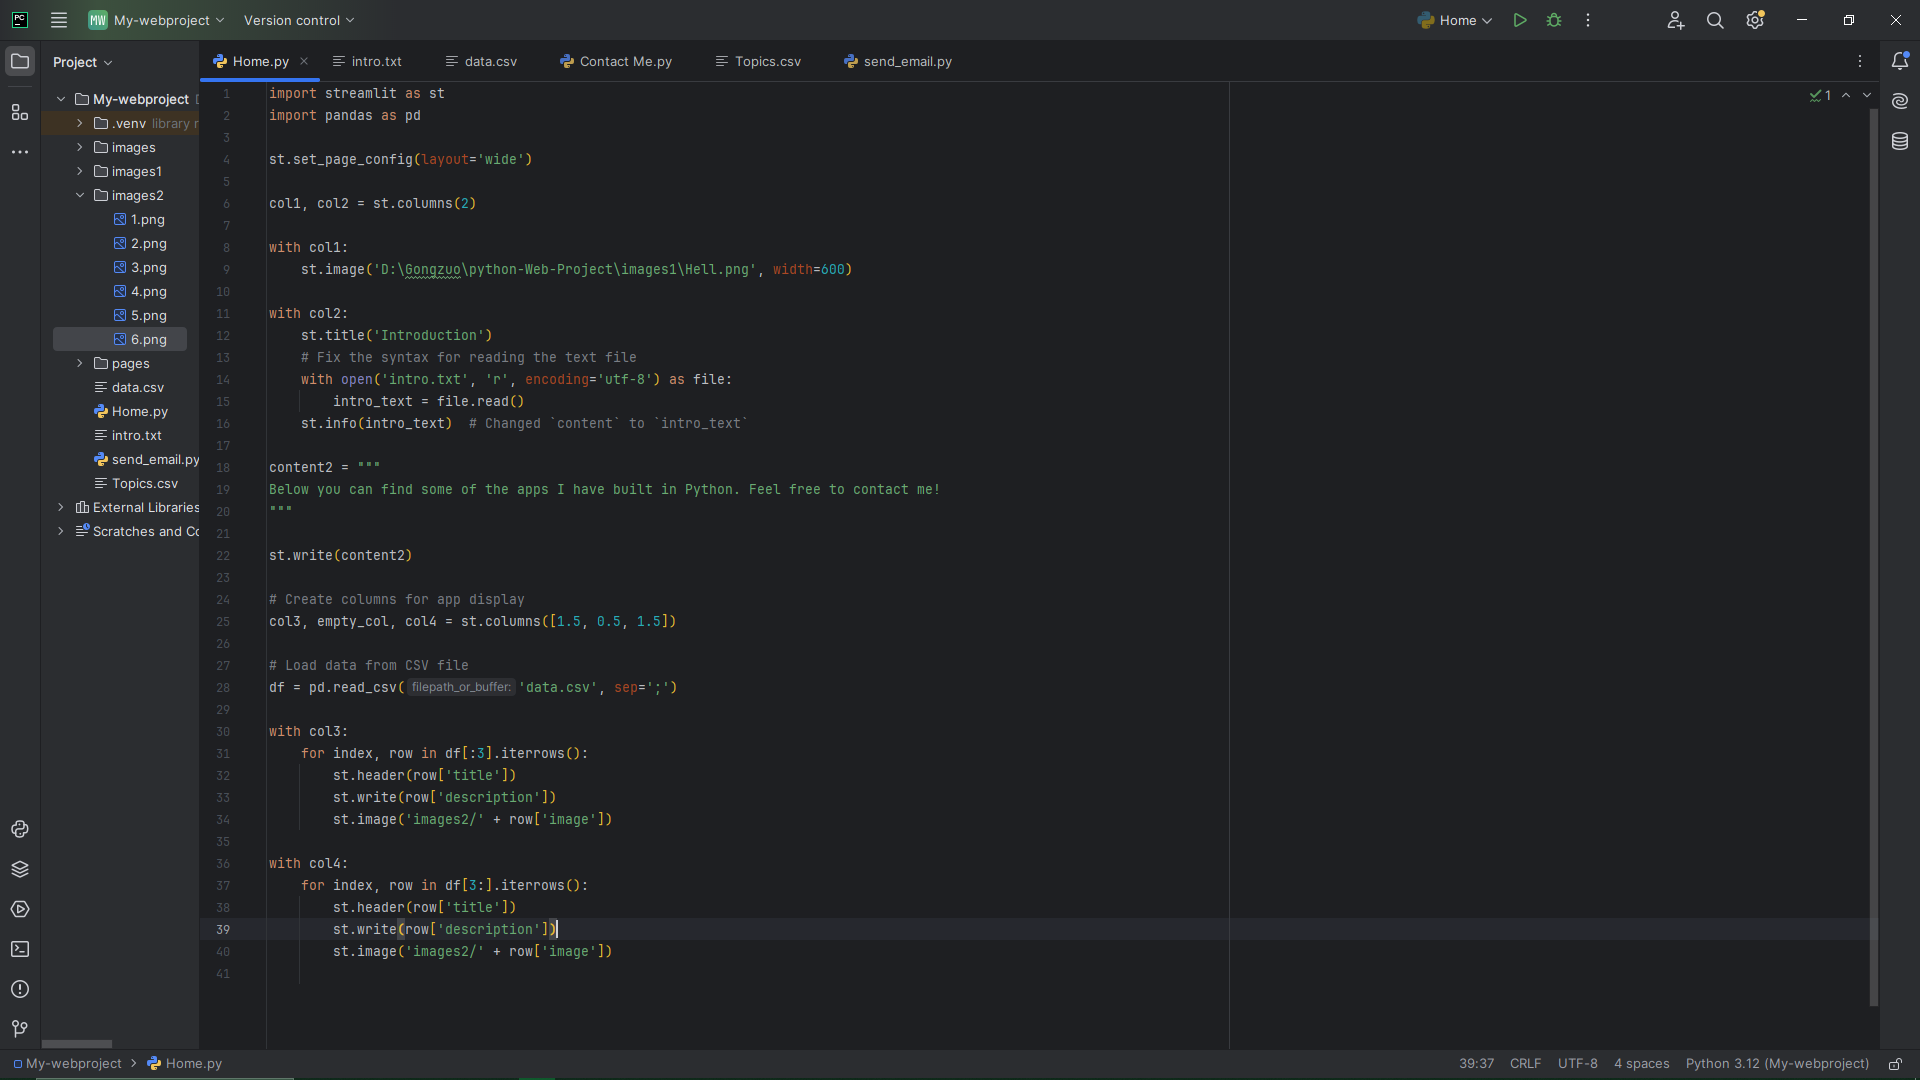 PC
MW My-webproject Version control Home
Project
Home.py intro.txt data.csv Contact Me.py Topics.csv send_email.py
My-webproject
.venv library r
images
images1
images2
1.png
2.png
3.png
4.png
5.png
6.png
pages
data.csv
Home.py
intro.txt
send_email.py
Topics.csv
External Libraries
Scratches and Co
1
1 import streamlit as st
2 import pandas as pd
3
4 st.set_page_config(layout='wide')
5
6 col1, col2 = st.columns(2)
7
8 with col1:
9     st.image('D:\Gongzuo\python-Web-Project\images1\Hell.png', width=600)
10
11 with col2:
12     st.title('Introduction')
13     # Fix the syntax for reading the text file
14     with open('intro.txt', 'r', encoding='utf-8') as file:
15         intro_text = file.read()
16     st.info(intro_text)  # Changed `content` to `intro_text`
17
18 content2 = """
19 Below you can find some of the apps I have built in Python. Feel free to contact me!
20 """
21
22 st.write(content2)
23
24 # Create columns for app display
25 col3, empty_col, col4 = st.columns([1.5, 0.5, 1.5])
26
27 # Load data from CSV file
28 df = pd.read_csv( filepath_or_buffer: 'data.csv', sep=';')
29
30 with col3:
31     for index, row in df[:3].iterrows():
32         st.header(row['title'])
33         st.write(row['description'])
34         st.image('images2/' + row['image'])
35
36 with col4:
37     for index, row in df[3:].iterrows():
38         st.header(row['title'])
39         st.write(row['description'])
40         st.image('images2/' + row['image'])
41
My-webproject Home.py 39:37 CRLF UTF-8 4 spaces Python 3.12 (My-webproject)